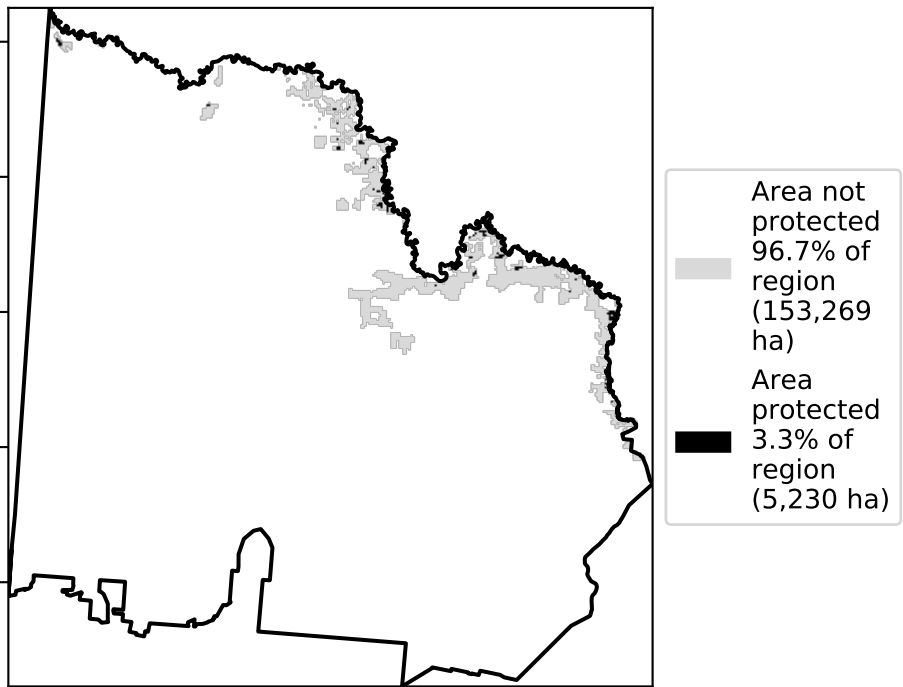 Area not
protected
96.7% of
region
(153,269
ha)
Area
protected
3.3% of
region
(5,230 ha)